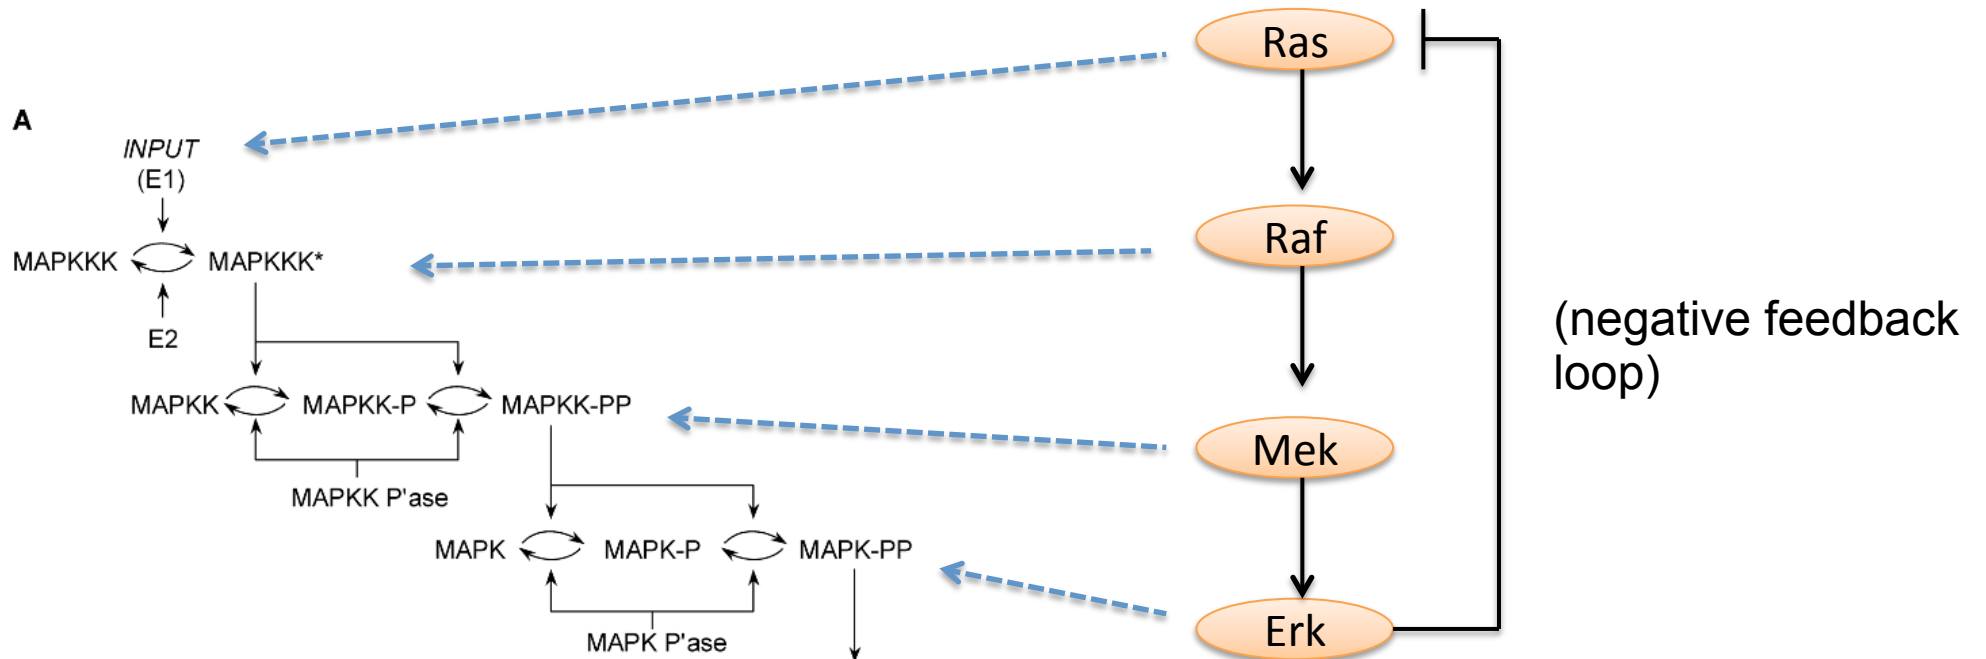 A
INPUT
(E1)
MAPKKK
MAPKKK*
E2
MAPKK
MAPKK-P
MAPKK-PP
MAPKK P'ase
MAPK
MAPK-P
MAPK-PP
MAPK P'ase
Ras
Raf
Mek
Erk
(negative feedback
loop)